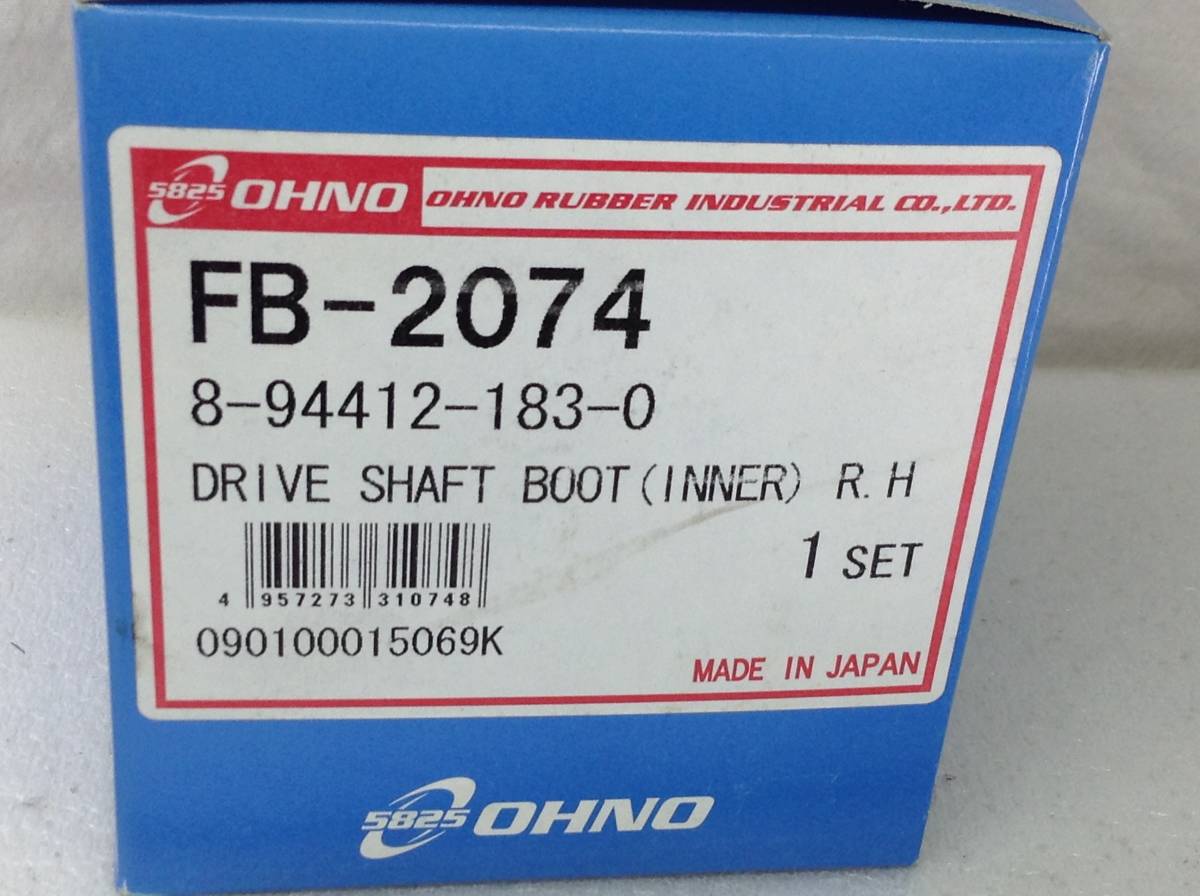 5825 OHNO OHNO RUBBER INDUSTRIAL CO.,LTD.
FB-2074
8-94412-183-0
DRIVE SHAFT BOOT(INNER) R.H
1 SET
4 957273 310748
090100015069K
MADE IN JAPAN
5825 OHNO